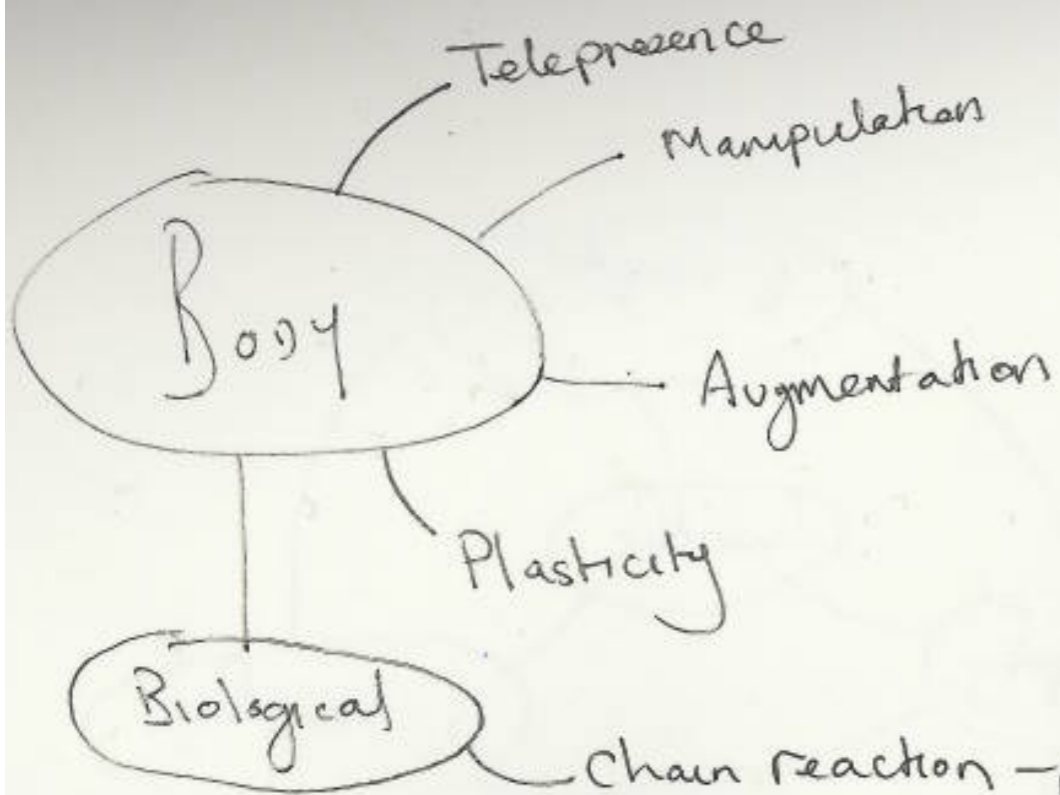 Telepresence
Manipulation
Body
Augmentation
Plasticity
Biological
Chain reaction –